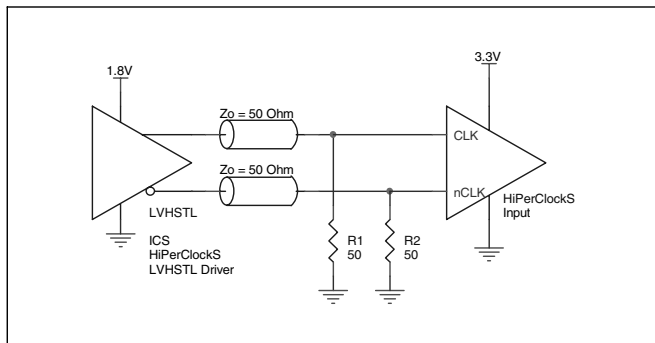 1.8V
3.3V
Zo = 50 Ohm
CLK
Zo = 50 Ohm
nCLK
HiPerClockS
Input
LVHSTL
ICS
HiPerClockS
LVHSTL Driver
R1
50
R2
50